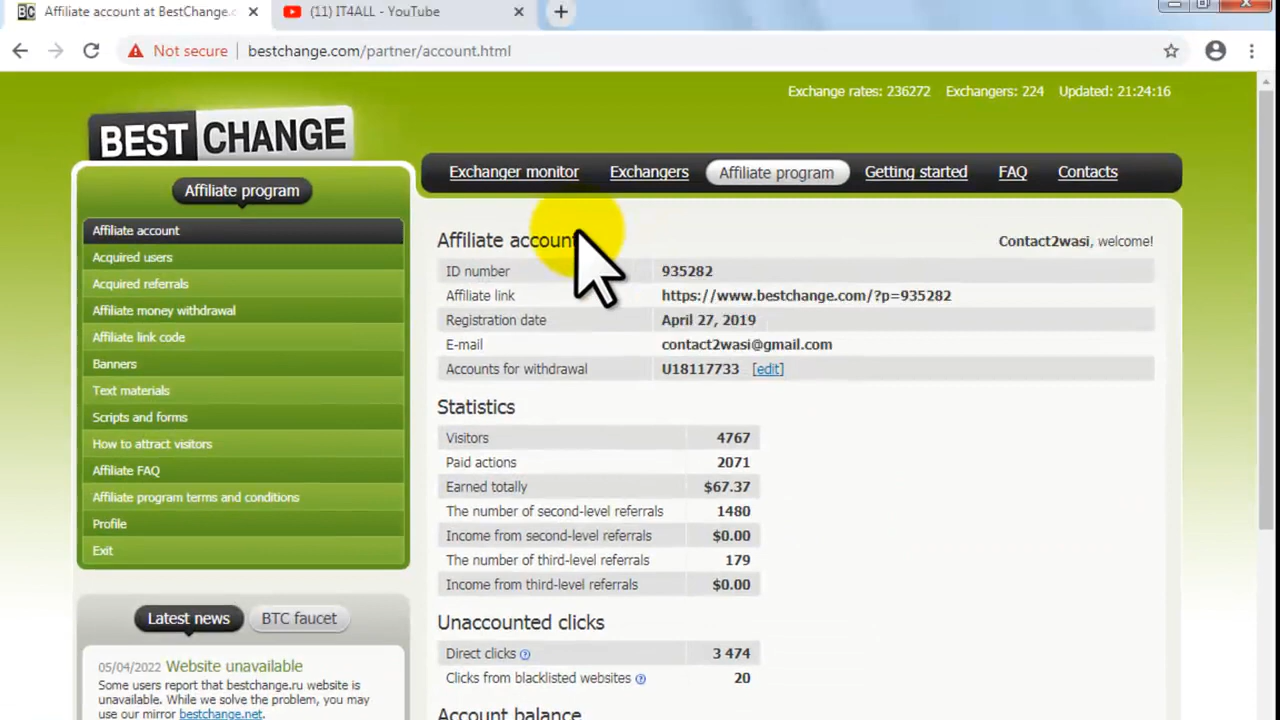 Affiliate account at BestChange.c
(11) IT4ALL - YouTube
Not secure bestchange.com/partner/account.html
Exchange rates: 236272 Exchangers: 224 Updated: 21:24:16
BC
BEST CHANGE
Exchanger monitor Exchangers Affiliate program Getting started FAQ Contacts
Affiliate program
Affiliate account
Acquired users
Acquired referrals
Affiliate money withdrawal
Affiliate link code
Banners
Text materials
Scripts and forms
How to attract visitors
Affiliate FAQ
Affiliate program terms and conditions
Profile
Exit
Affiliate account
Contact2wasi, welcome!
ID number 935282
Affiliate link https://www.bestchange.com/?p=935282
Registration date April 27, 2019
E-mail contact2wasi@gmail.com
Accounts for withdrawal U18117733 [edit]
Statistics
Visitors 4767
Paid actions 2071
Earned totally $67.37
The number of second-level referrals 1480
Income from second-level referrals $0.00
The number of third-level referrals 179
Income from third-level referrals $0.00
Unaccounted clicks
Direct clicks ? 3 474
Clicks from blacklisted websites ? 20
Account balance
Latest news BTC faucet
05/04/2022 Website unavailable
Some users report that bestchange.ru website is
unavailable. While we solve the problem, you may
use our mirror bestchange.net.